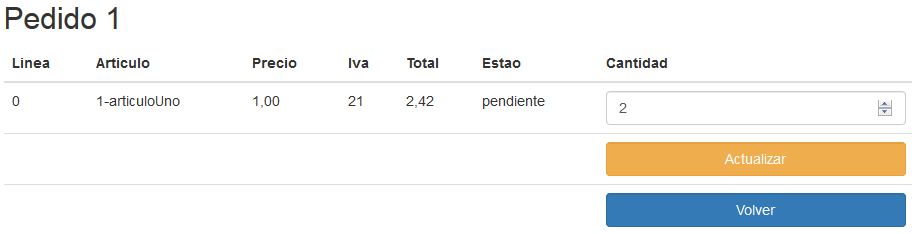 Pedido 1
Linea Articulo Precio Iva Total Estao Cantidad
0 1-articuloUno 1,00 21 2,42 pendiente 2
Actualizar
Volver